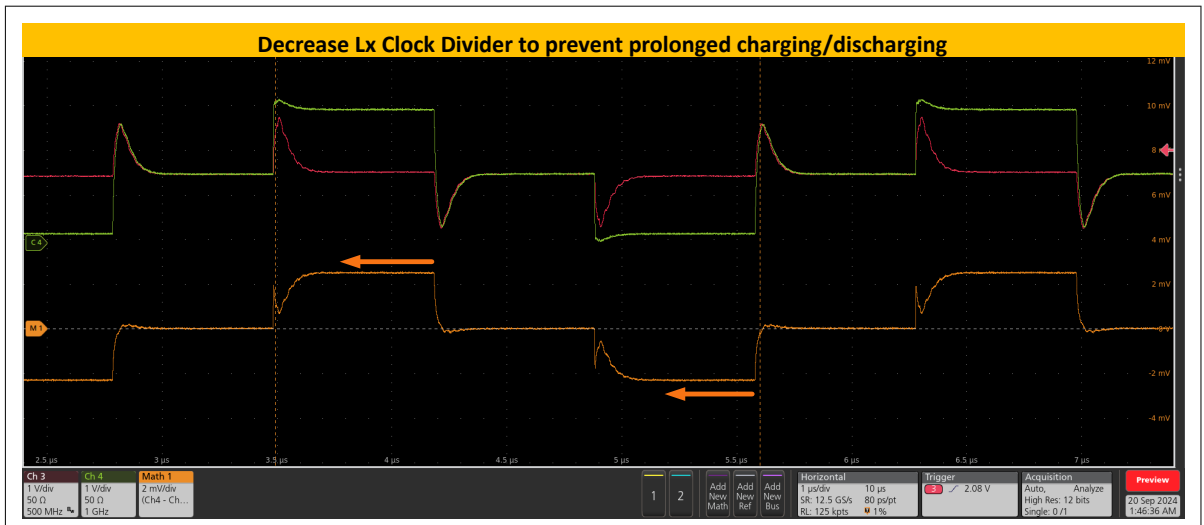 Decrease Lx Clock Divider to prevent prolonged charging/discharging
12 mV
10 mV
8
6 mV
4 mV
2 mV
0 V
-2 mV
-4 mV
C 4
M 1
2.5 µs 3 µs 3.5 µs 4 µs 5 µs 5.5 µs 6 µs 6.5 µs 7 µs
Ch 3
1 V/div
50 Ω
500 MHz
Ch 4
1 V/div
50 Ω
1 GHz
Math 1
2 mV/div
(Ch4 - Ch...
1
2
Add New Math
Add New Ref
Add New Bus
Horizontal
1 µs/div 10 µs
SR: 12.5 GS/s 80 ps/pt
RL: 125 kpts 1%
Trigger
3 2.08 V
Acquisition
Auto, Analyze
High Res: 12 bits
Single: 0 /1
Preview
20 Sep 2024
1:46:36 AM